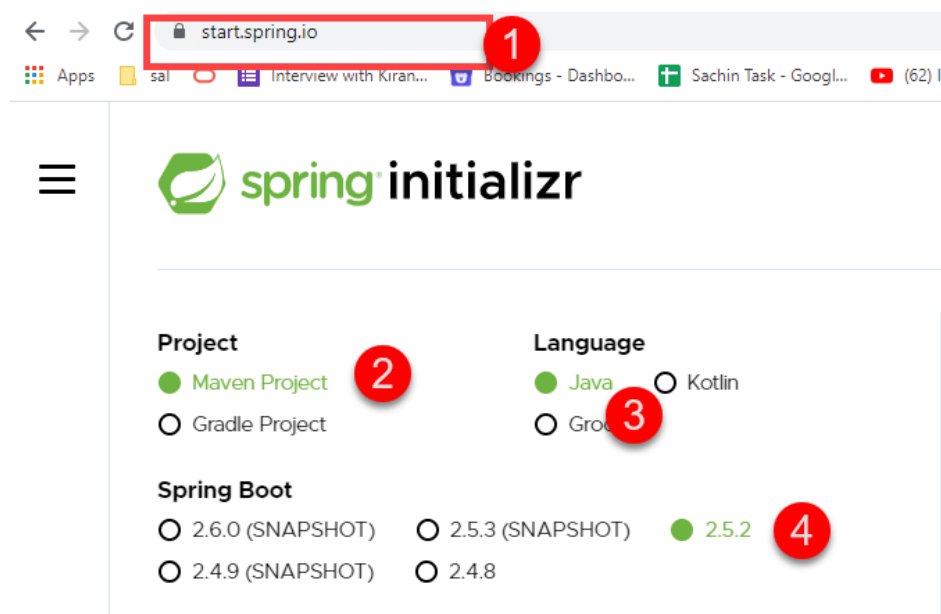 start.spring.io
1
Apps sal Interview with Kiran... Bookings - Dashbo... Sachin Task - Googl... (62)
spring initializr
Project Language
Maven Project 2 Java Kotlin
Gradle Project 3
Spring Boot
2.6.0 (SNAPSHOT) 2.5.3 (SNAPSHOT) 2.5.2 4
2.4.9 (SNAPSHOT) 2.4.8